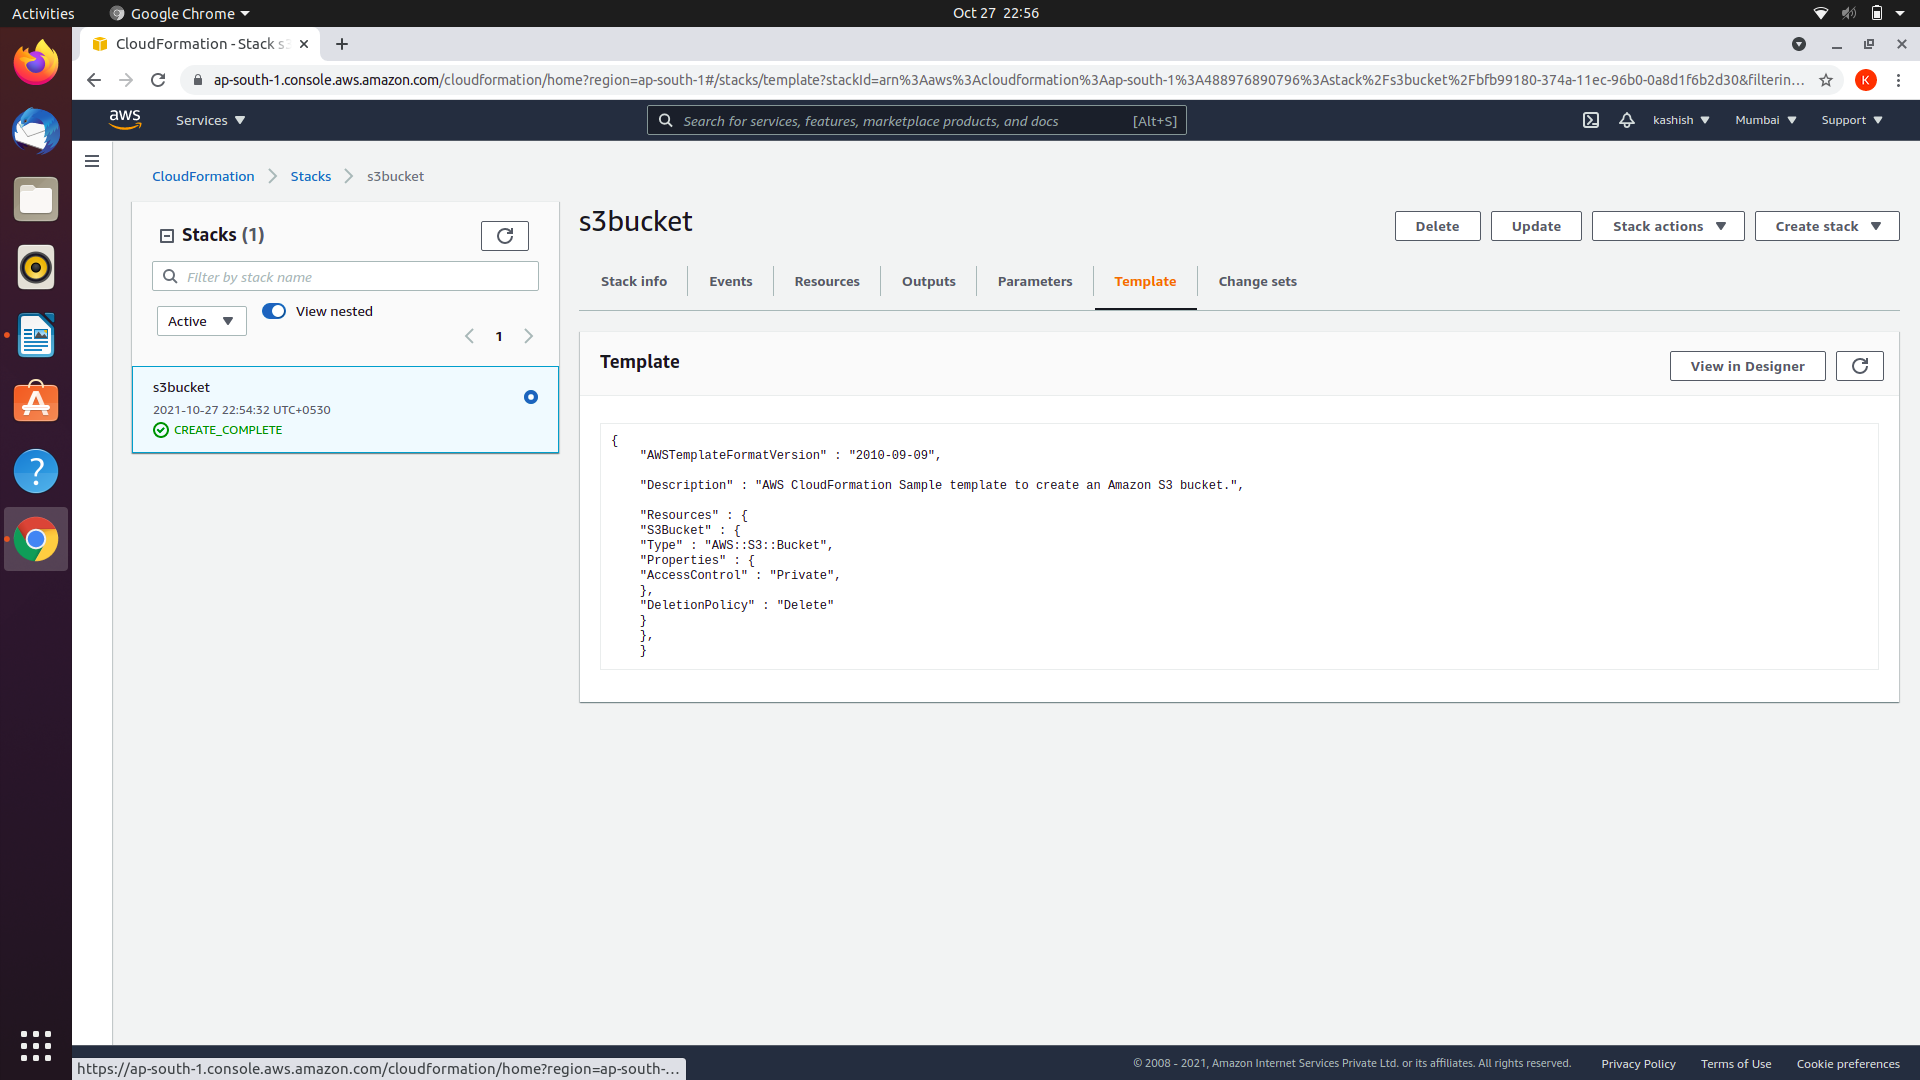 Activities
Google Chrome
Oct 27 22:56
CloudFormation - Stack s3
ap-south-1.console.aws.amazon.com/cloudformation/home?region=ap-south-1#/stacks/template?stackId=arn%3Aaws%3Acloudformation%3Aap-south-1%3A488976890796%3Astack%2Fs3bucket%2Fbfb99180-374a-11ec-96b0-0a8d1f6b2d30&filterin...
K
aws
Services
Search for services, features, marketplace products, and docs
[Alt+S]
kashish
Mumbai
Support
CloudFormation
Stacks
s3bucket
Stacks (1)
Filter by stack name
Active
View nested
1
s3bucket
2021-10-27 22:54:32 UTC+0530
CREATE_COMPLETE
s3bucket
Delete
Update
Stack actions
Create stack
Stack info
Events
Resources
Outputs
Parameters
Template
Change sets
Template
View in Designer
{
"AWSTemplateFormatVersion" : "2010-09-09",
"Description" : "AWS CloudFormation Sample template to create an Amazon S3 bucket.",
"Resources" : {
"S3Bucket" : {
"Type" : "AWS::S3::Bucket",
"Properties" : {
"AccessControl" : "Private",
},
"DeletionPolicy" : "Delete"
}
},
}
https://ap-south-1.console.aws.amazon.com/cloudformation/home?region=ap-south-...
© 2008 - 2021, Amazon Internet Services Private Ltd. or its affiliates. All rights reserved.
Privacy Policy
Terms of Use
Cookie preferences